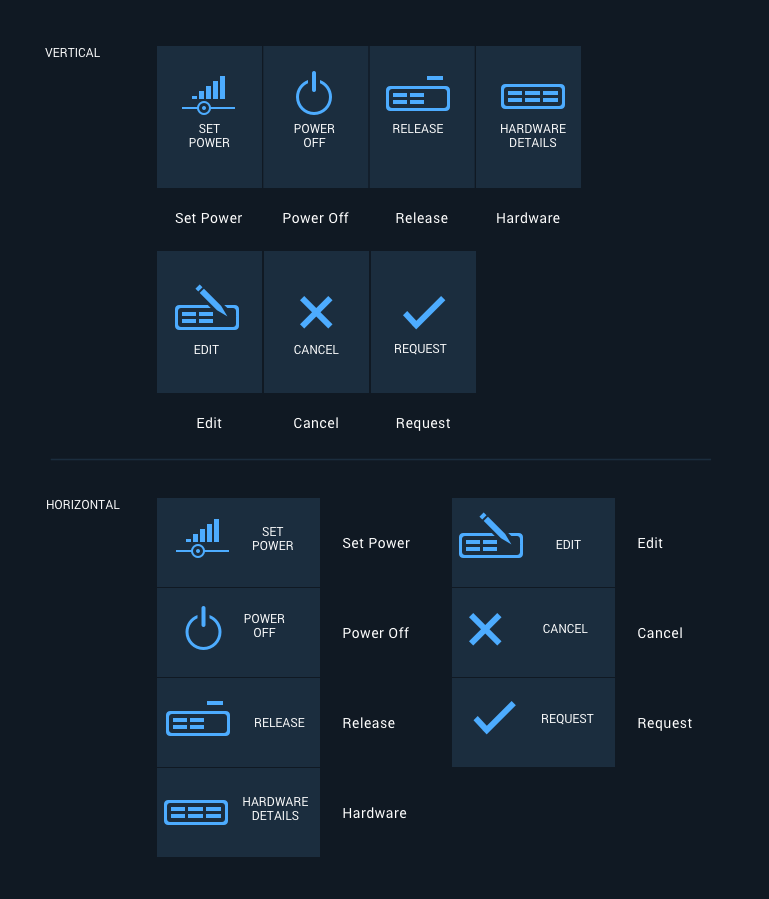 VERTICAL
SET
POWER
POWER
OFF
RELEASE
HARDWARE
DETAILS
Set Power
Power Off
Release
Hardware
EDIT
CANCEL
REQUEST
Edit
Cancel
Request
HORIZONTAL
SET
POWER
Set Power
POWER
OFF
Power Off
RELEASE
Release
HARDWARE
DETAILS
Hardware
EDIT
Edit
CANCEL
Cancel
REQUEST
Request